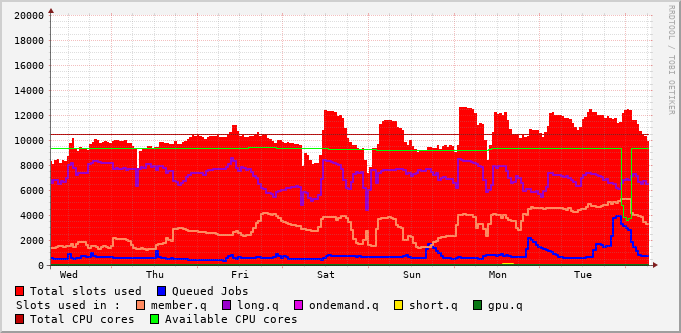 RRDTOOL / TOBI OETIKER
20000
18000
16000
14000
12000
10000
8000
6000
4000
2000
0
Wed Thu Fri Sat Sun Mon Tue
Total slots used Queued Jobs
Slots used in : member.q long.q ondemand.q short.q gpu.q
Total CPU cores Available CPU cores